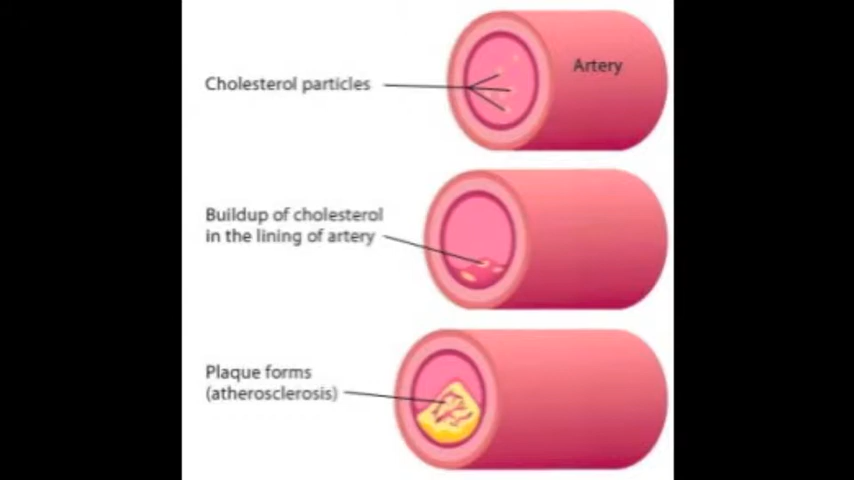 Artery
Cholesterol particles
Buildup of cholesterol
in the lining of artery
Plaque forms
(atherosclerosis)